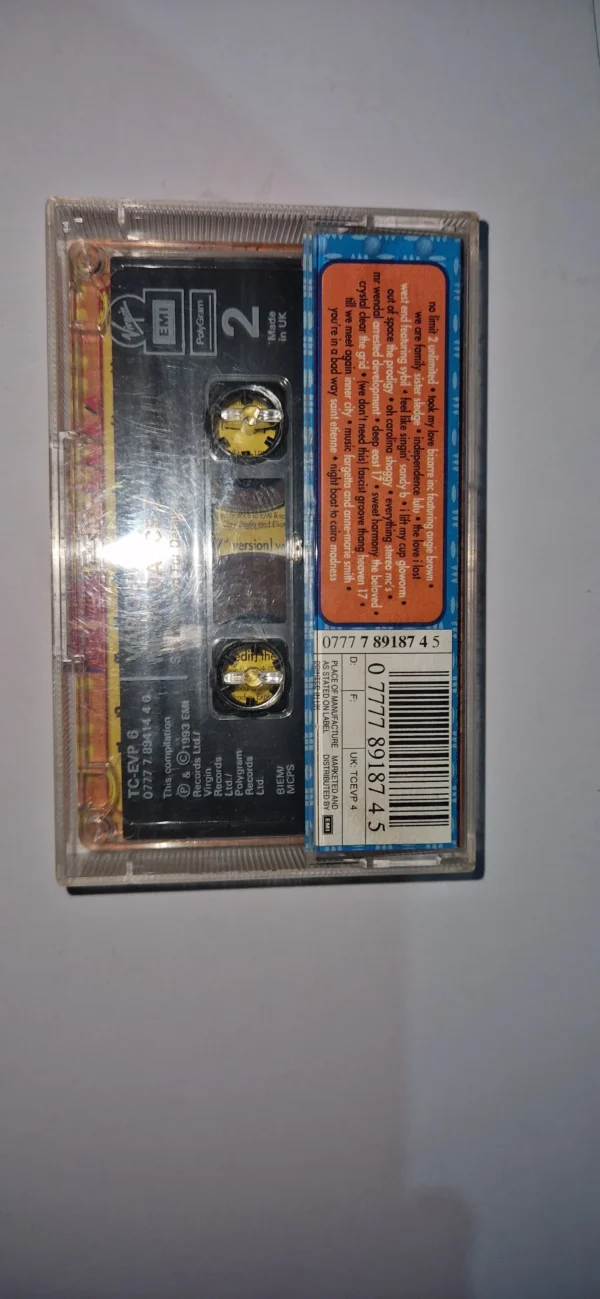 no limit 2 unlimited • took my love bizarre inc featuring angie brown •
we are family sister sledge • independence lulu • the love i lost
west end featuring sybil • feel like singin' sandy b • i lift my cup gloworm •
out of space the prodigy • oh carolina shaggy • everything stereo mc's •
mr wendal arrested development • deep east 17 • sweet harmony the beloved •
crystal clear the grid • (we don't need this) fascist groove thang heaven 17 •
till we meet again inner city • music fargetta and anne-marie smith •
you're in a bad way saint etienne • night boat to cairo madness
0777 7 89187 4 5
0 7777 89187 4 5
D:
F:
UK: TCEVP 4
PLACE OF MANUFACTURE
AS STATED ON LABEL
MARKETED AND
DISTRIBUTED BY
EMI
Virgin
EMI
PolyGram
2
Made
in UK
version]
edit] the
TC-EVP 6
0777 7 89414 4 0
This compilation
Ⓟ & ©1993 EMI
Records Ltd./
Virgin
Records
Ltd./
Polygram
Records
Ltd.
BIEM/
MCPS